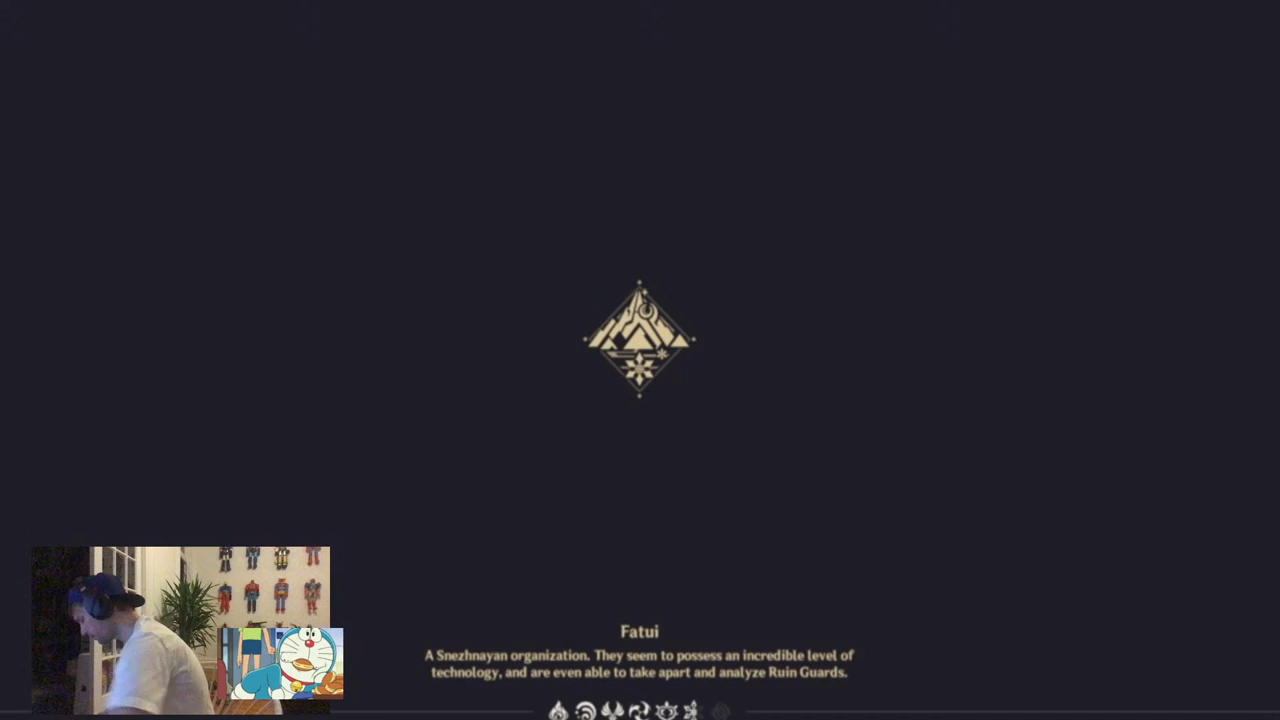 Fatui
A Snezhnayan organization. They seem to possess an incredible level of
technology, and are even able to take apart and analyze Ruin Guards.